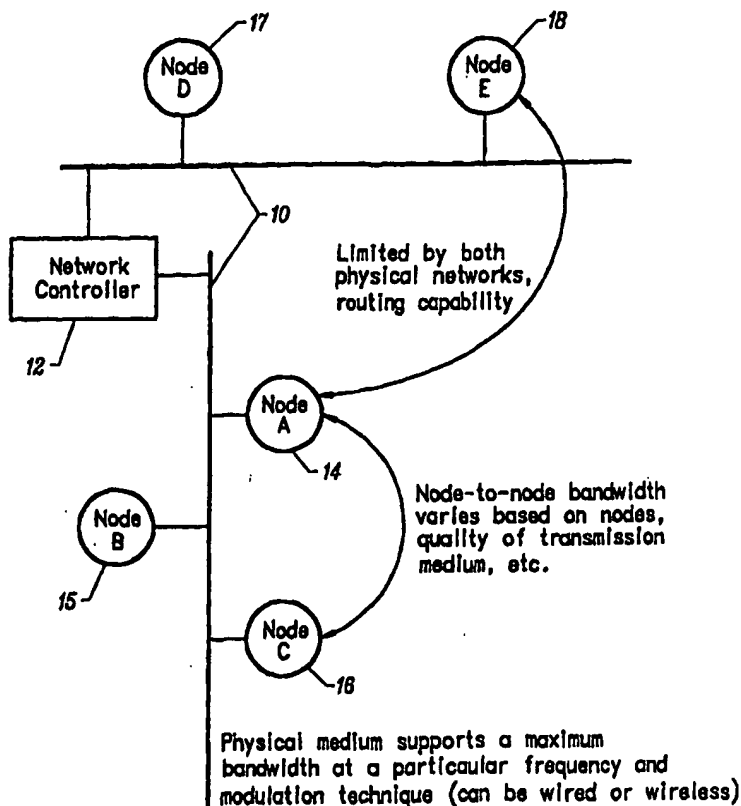 17
18
Node
D
Node
E
10
Network
Controller
Limited by both
physical networks,
routing capability
12
Node
A
14
Node-to-node bandwidth
varies based on nodes,
quality of transmission
medium, etc.
Node
B
15
Node
C
16
Physical medium supports a maximum
bandwidth at a particaular frequency and
modulation technique (can be wired or wireless)